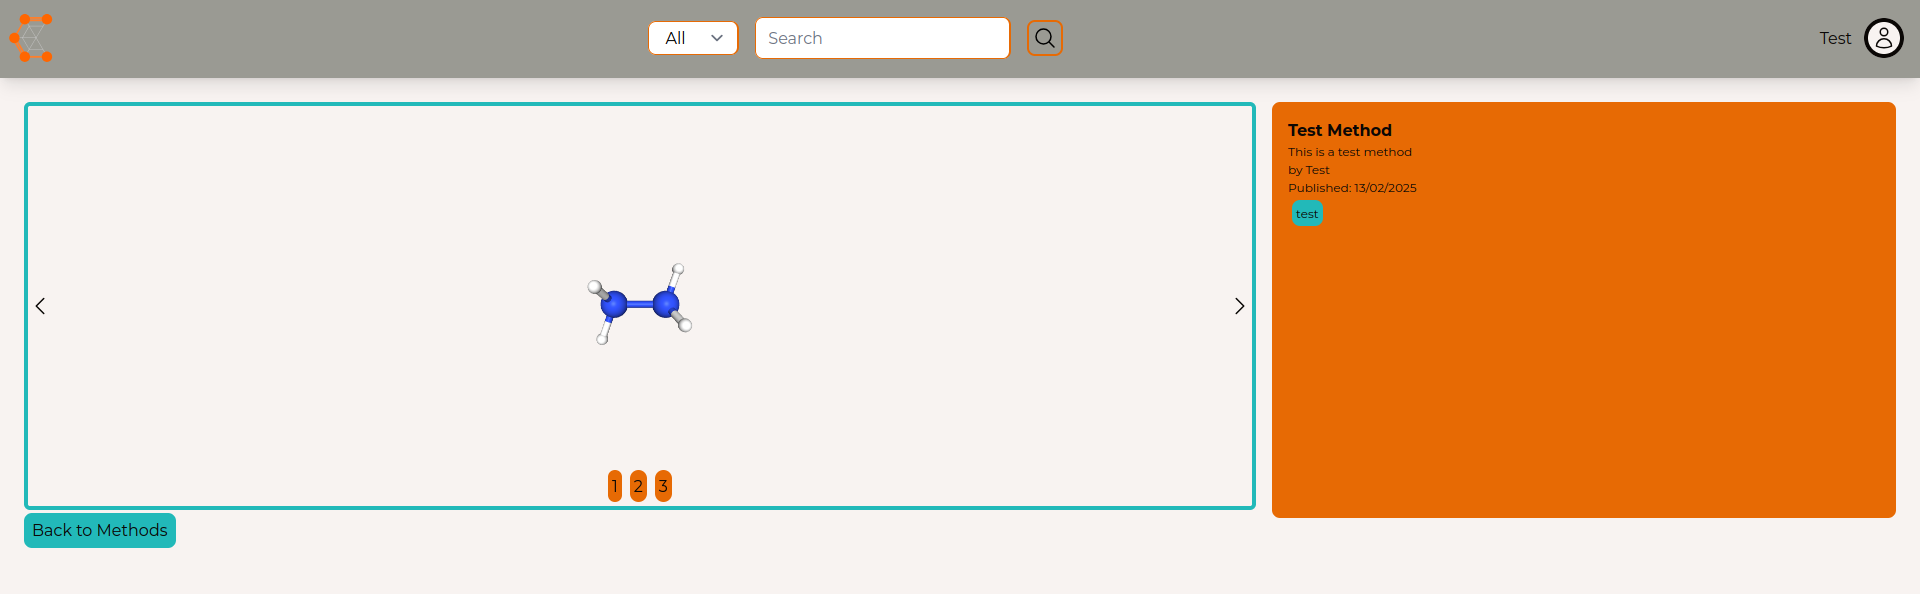 All
Search
Test
Test Method
This is a test method
by Test
Published: 13/02/2025
test
1 2 3
Back to Methods